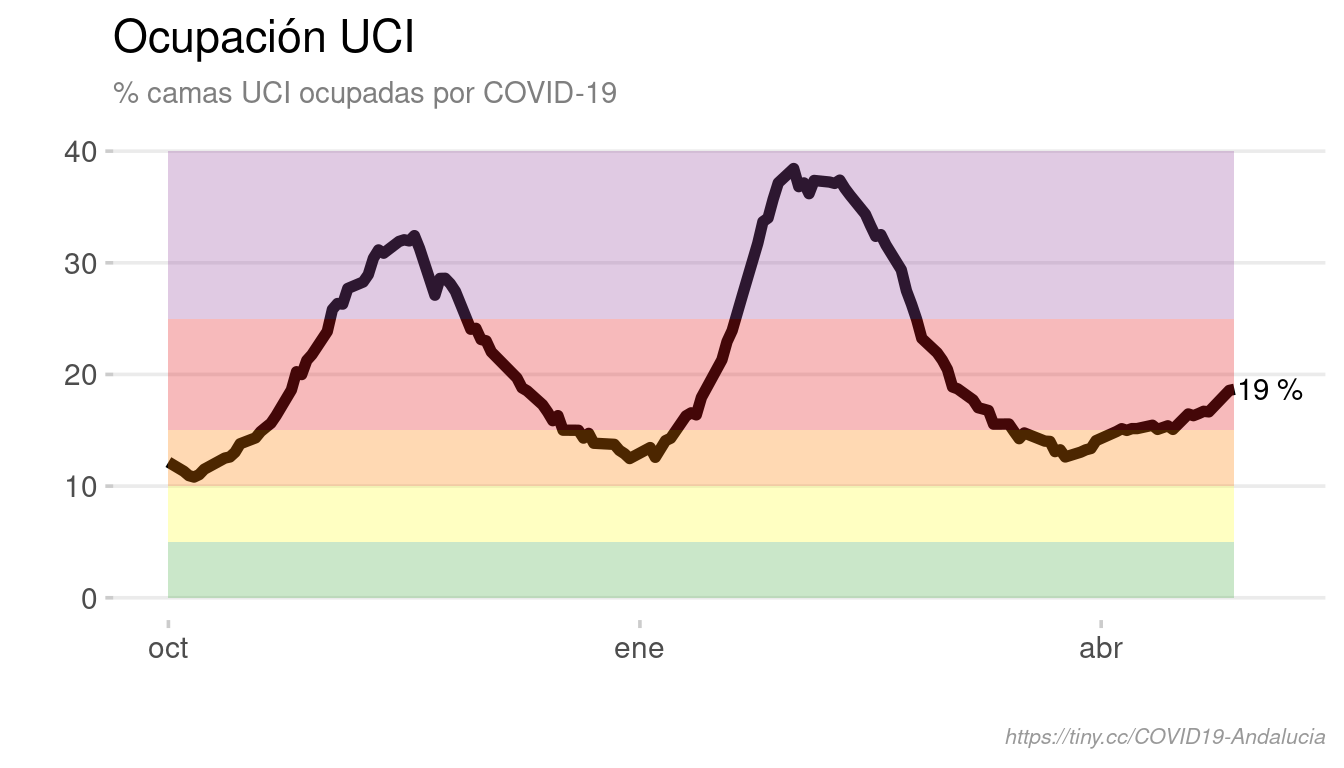 Ocupación UCI
% camas UCI ocupadas por COVID-19
40
30
20
10
0
19 %
oct ene abr
https://tiny.cc/COVID19-Andalucia